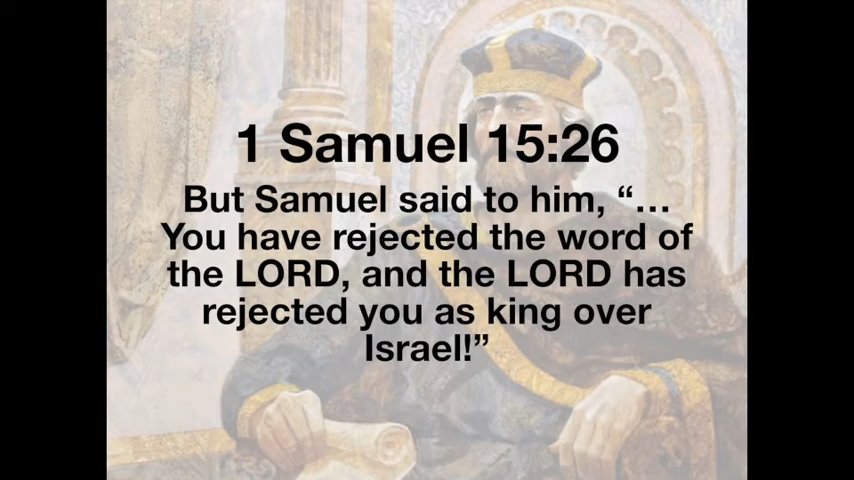 1 Samuel 15:26
But Samuel said to him, “…
You have rejected the word of
the LORD, and the LORD has
rejected you as king over
Israel!”